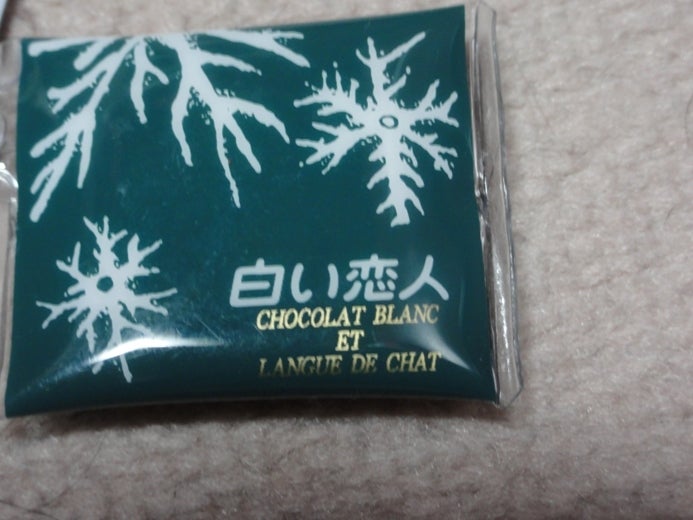 白い恋人
CHOCOLAT BLANC
ET
LANGUE DE CHAT